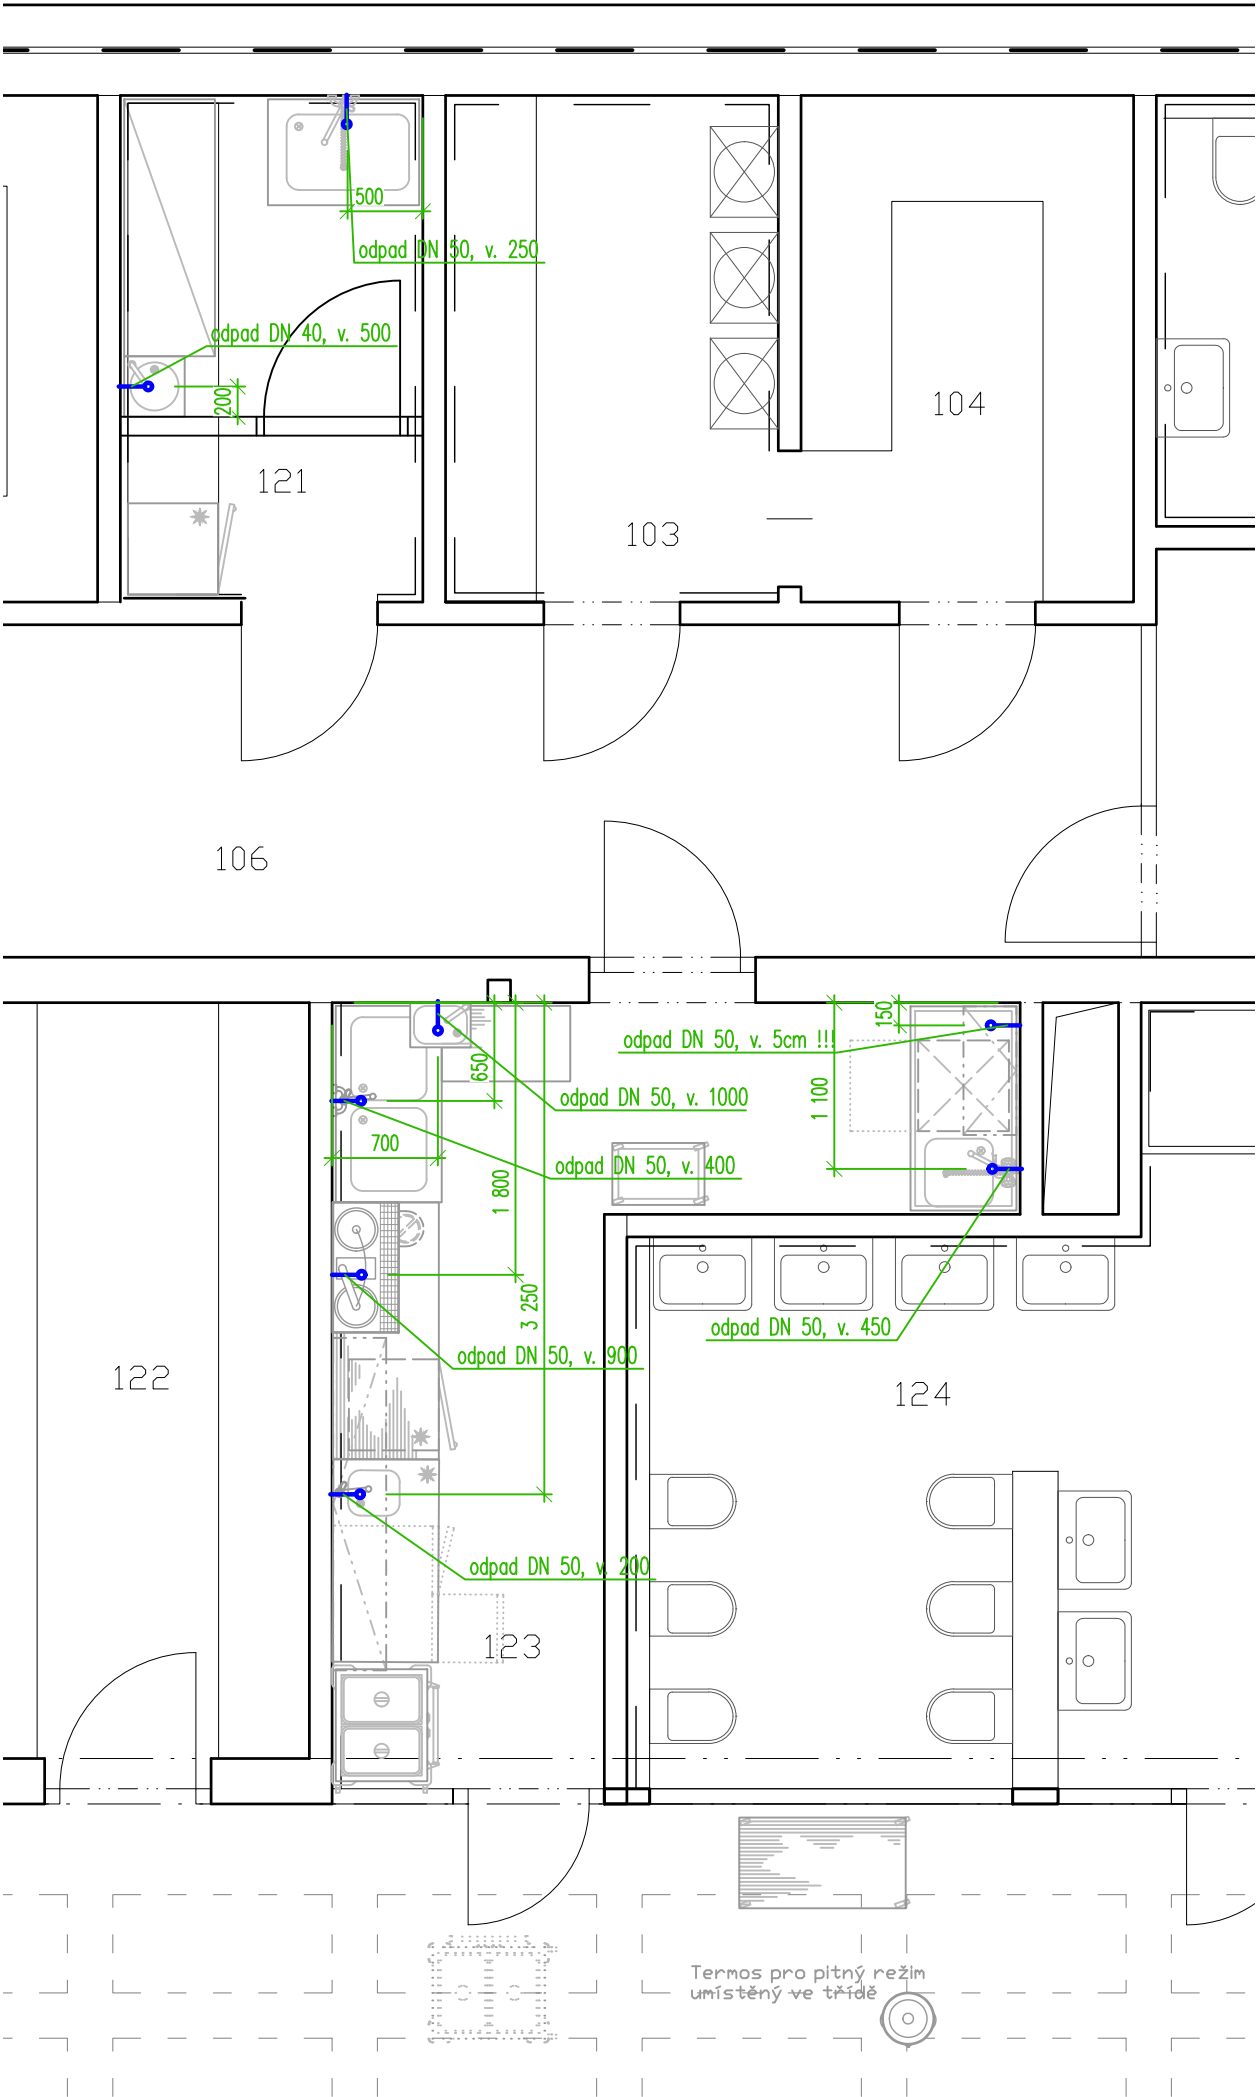 500
odpad DN 50, v. 250
odpad DN 40, v. 500
200
104
121
103
106
150
odpad DN 50, v. 5cm !!!
650
odpad DN 50, v. 1000
1 100
700
odpad DN 50, v. 400
1 800
3 250
odpad DN 50, v. 450
odpad DN 50, v. 900
122
124
odpad DN 50, v. 200
123
Termos pro pitný režim
umístěný ve třídě